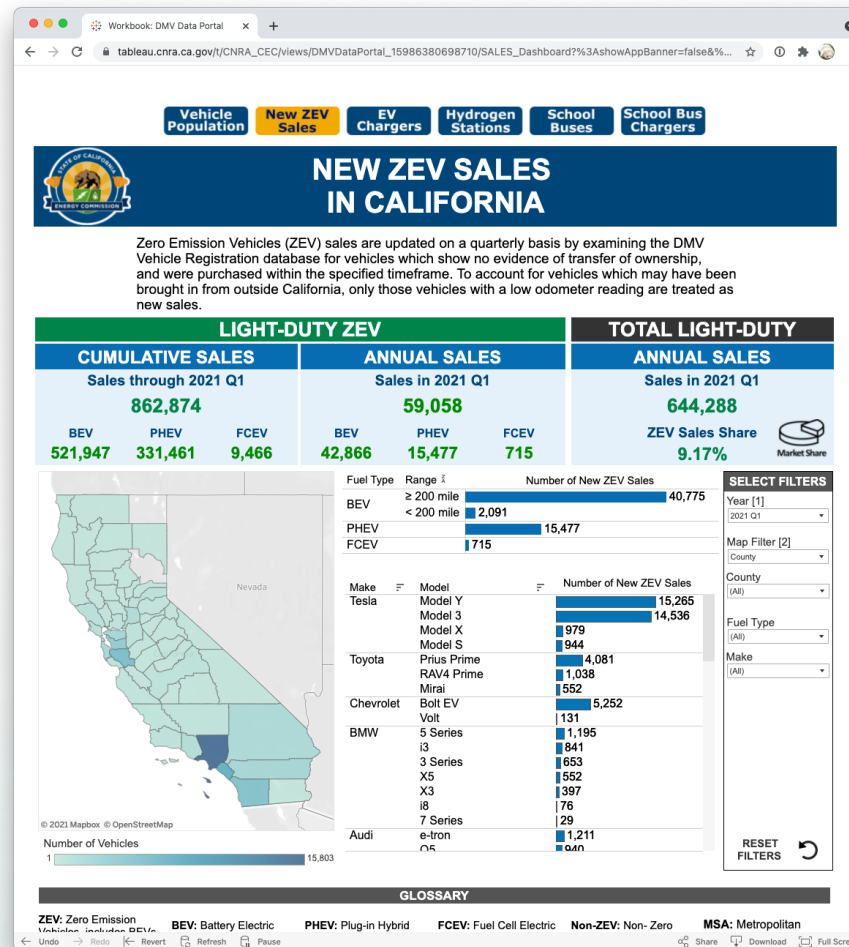 Workbook: DMV Data Portal
tableau.cnra.ca.gov/t/CNRA_CEC/views/DMVDataPortal_15986380698710/SALES_Dashboard?%3AshowAppBanner=false&%...
Vehicle Population
New ZEV Sales
EV Chargers
Hydrogen Stations
School Buses
School Bus Chargers
STATE OF CALIFORNIA
ENERGY COMMISSION
NEW ZEV SALES
IN CALIFORNIA
Zero Emission Vehicles (ZEV) sales are updated on a quarterly basis by examining the DMV
Vehicle Registration database for vehicles which show no evidence of transfer of ownership,
and were purchased within the specified timeframe. To account for vehicles which may have been
brought in from outside California, only those vehicles with a low odometer reading are treated as
new sales.
LIGHT-DUTY ZEV
TOTAL LIGHT-DUTY
CUMULATIVE SALES
ANNUAL SALES
ANNUAL SALES
Sales through 2021 Q1
Sales in 2021 Q1
Sales in 2021 Q1
862,874
59,058
644,288
BEV PHEV FCEV
BEV PHEV FCEV
ZEV Sales Share
521,947 331,461 9,466
42,866 15,477 715
9.17%
Market Share
Nevada
© 2021 Mapbox © OpenStreetMap
Number of Vehicles
1 15,803
Fuel Type Range Number of New ZEV Sales
BEV
≥ 200 mile 40,775
< 200 mile 2,091
PHEV 15,477
FCEV 715
Make Model Number of New ZEV Sales
Tesla Model Y 15,265
Model 3 14,536
Model X 979
Model S 944
Toyota Prius Prime 4,081
RAV4 Prime 1,038
Mirai 552
Chevrolet Bolt EV 5,252
Volt 131
BMW 5 Series 1,195
i3 841
3 Series 653
X5 552
X3 397
i8 76
7 Series 29
Audi e-tron 1,211
Q5 940
SELECT FILTERS
Year [1]
2021 Q1
Map Filter [2]
County
County
(All)
Fuel Type
(All)
Make
(All)
RESET
FILTERS
GLOSSARY
ZEV: Zero Emission
Vehicles, includes BEVs
BEV: Battery Electric
PHEV: Plug-in Hybrid
FCEV: Fuel Cell Electric
Non-ZEV: Non- Zero
MSA: Metropolitan
Undo Redo Revert Refresh Pause
Share Download Full Scre